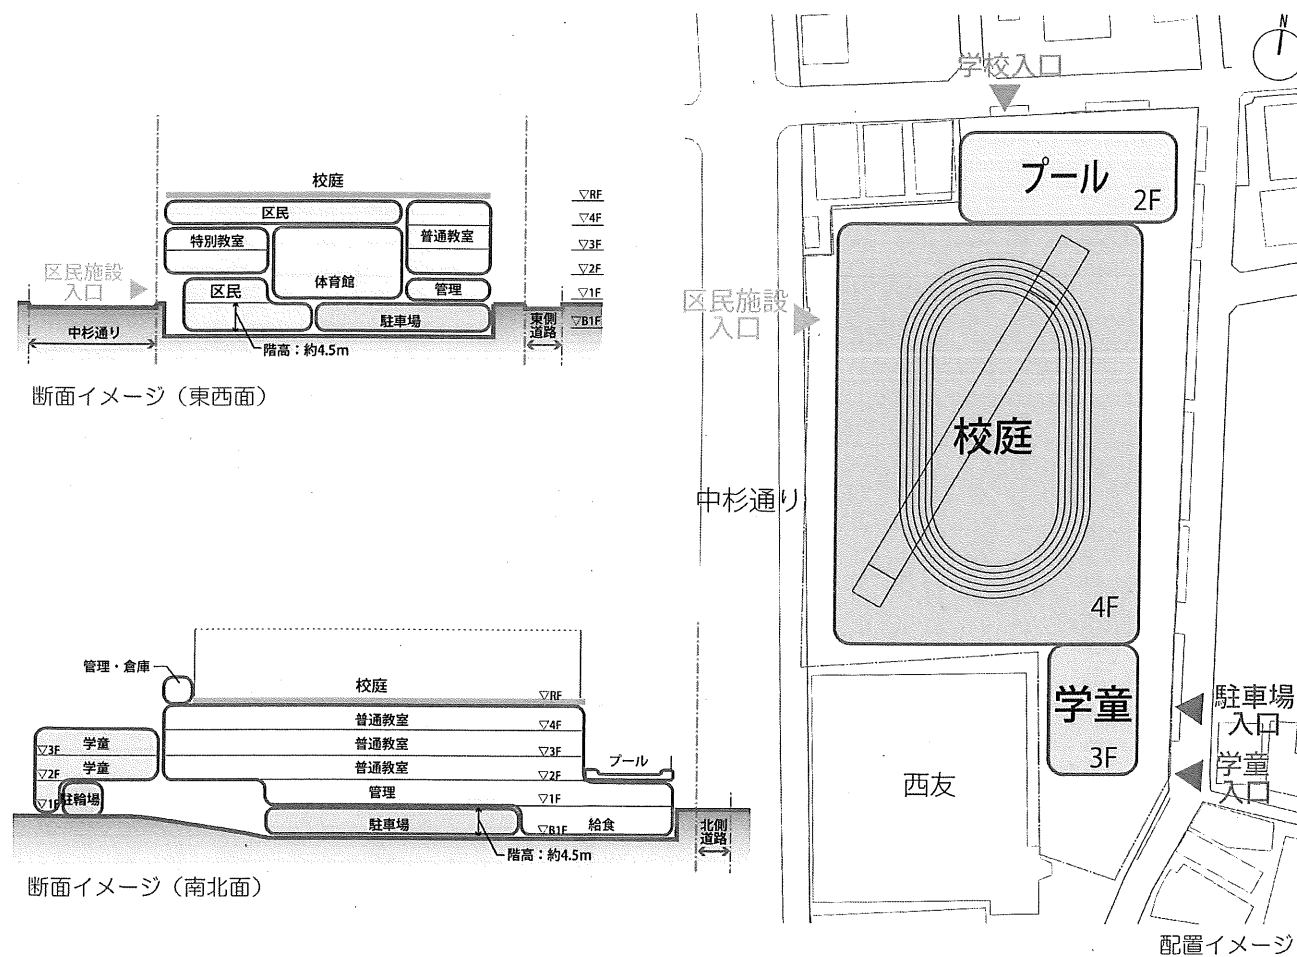 校庭
区民
特別教室
普通教室
体育館
区民
管理
駐車場
区民施設
入口
中杉通り
東側
道路
階高：約4.5m
▽RF
▽4F
▽3F
▽2F
▽1F
▽B1F
断面イメージ（東西面）
管理・倉庫
校庭
▽RF
普通教室
▽4F
普通教室
▽3F
普通教室
▽2F
管理
▽1F
駐車場
▽B1F
給食
プール
学童
▽3F
学童
▽2F
▽1F
駐輪場
北側
道路
階高：約4.5m
断面イメージ（南北面）
N
学校入口
プール
2F
区民施設
入口
校庭
4F
中杉通り
学童
3F
駐車場
入口
学童
入口
西友
配置イメージ